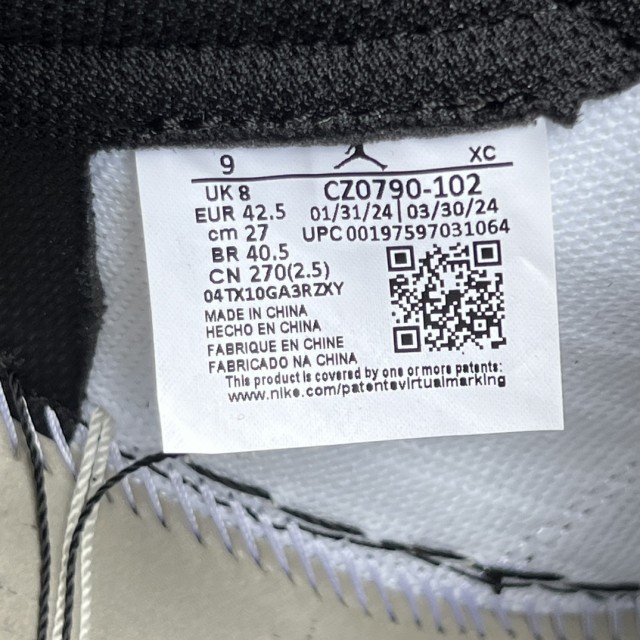 9 XC
UK 8 CZ0790-102
EUR 42.5 01/31/24 | 03/30/24
cm 27 UPC 00197597031064
BR 40.5
CN 270(2.5)
04TX10GA3RZXY
MADE IN CHINA
HECHO EN CHINA
FABRIQUE EN CHINE
FABRICADO NA CHINA
This product is covered by one or more patents:
www.nike.com/patentsvirtualmarking